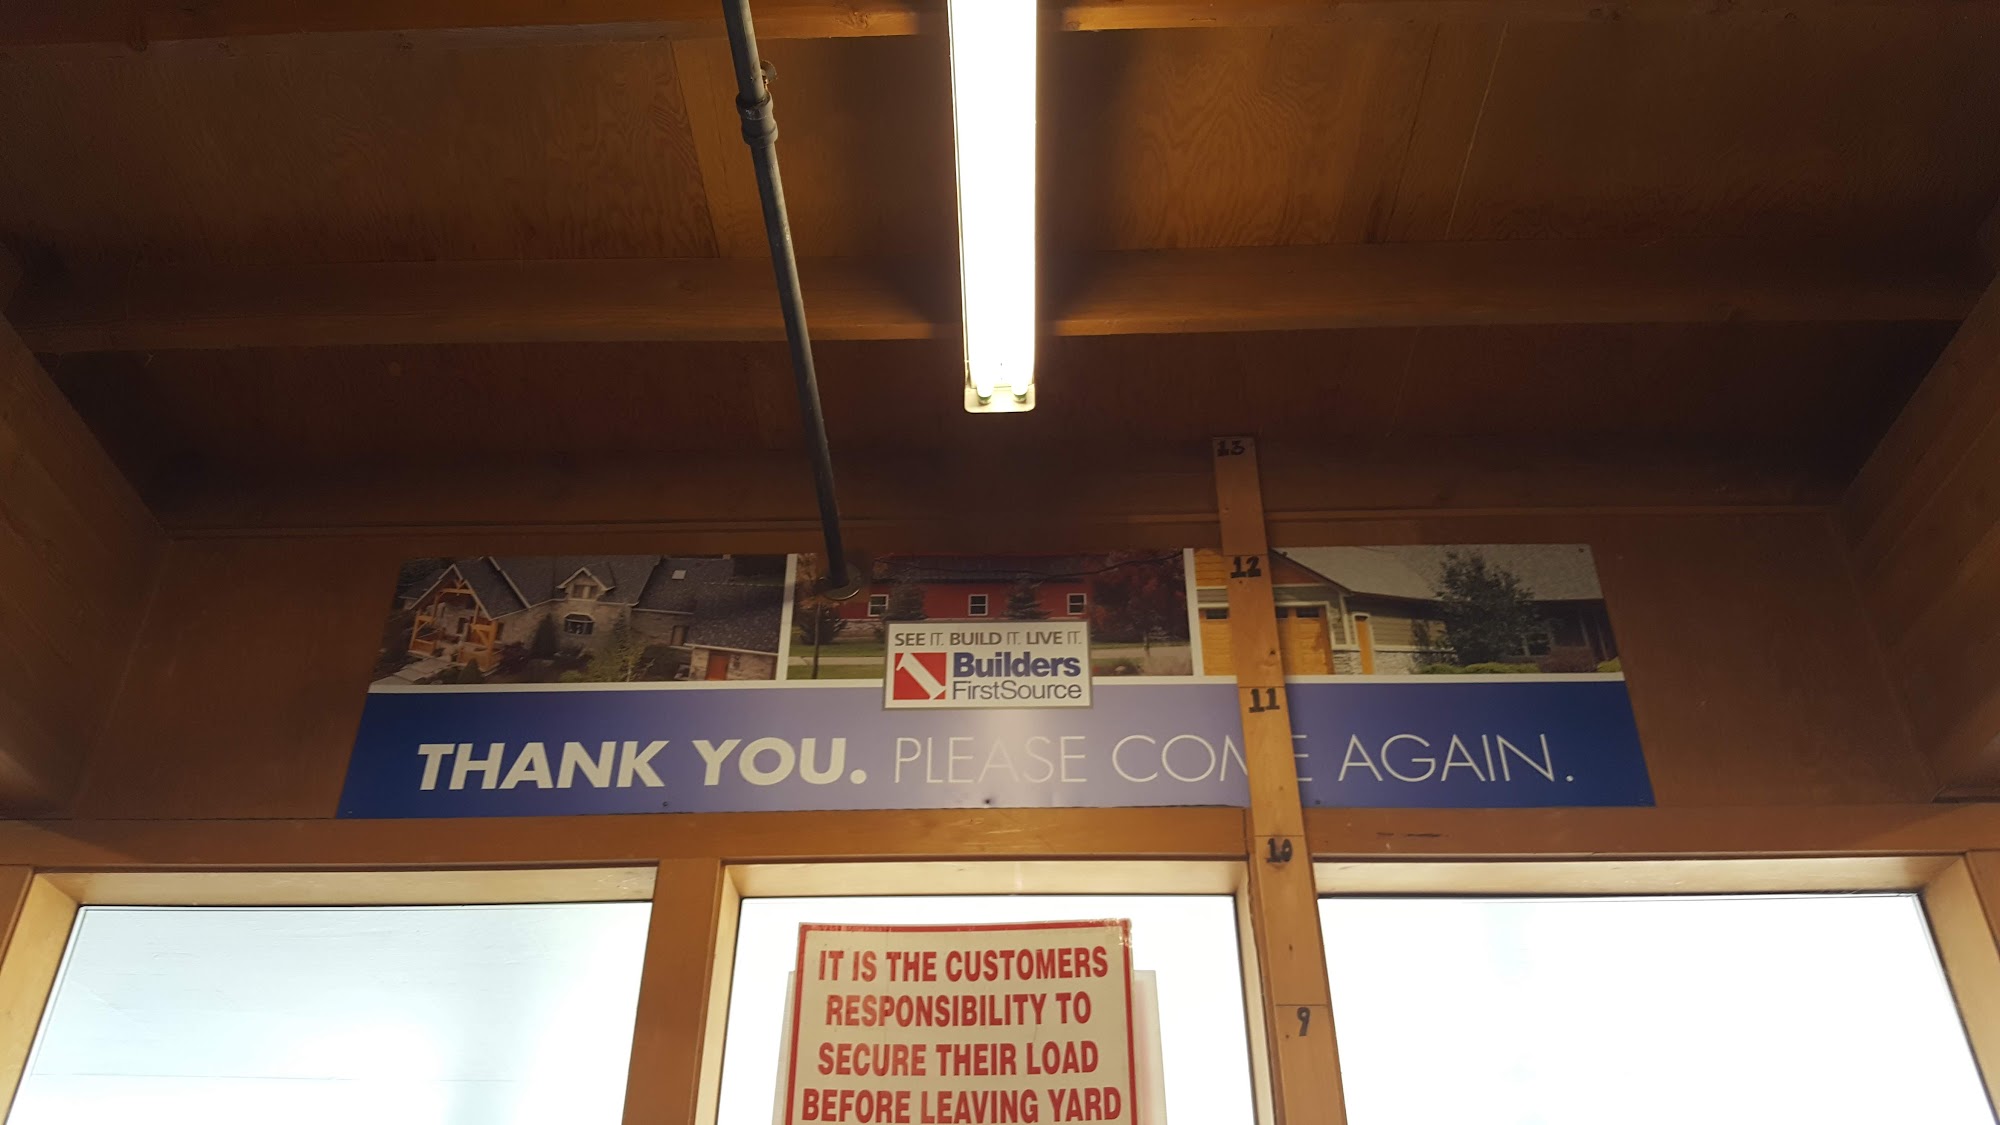 13
12
SEE IT. BUILD IT. LIVE IT.
Builders
FirstSource
11
THANK YOU. PLEASE COME AGAIN.
10
IT IS THE CUSTOMERS
RESPONSIBILITY TO
SECURE THEIR LOAD
BEFORE LEAVING YARD
9